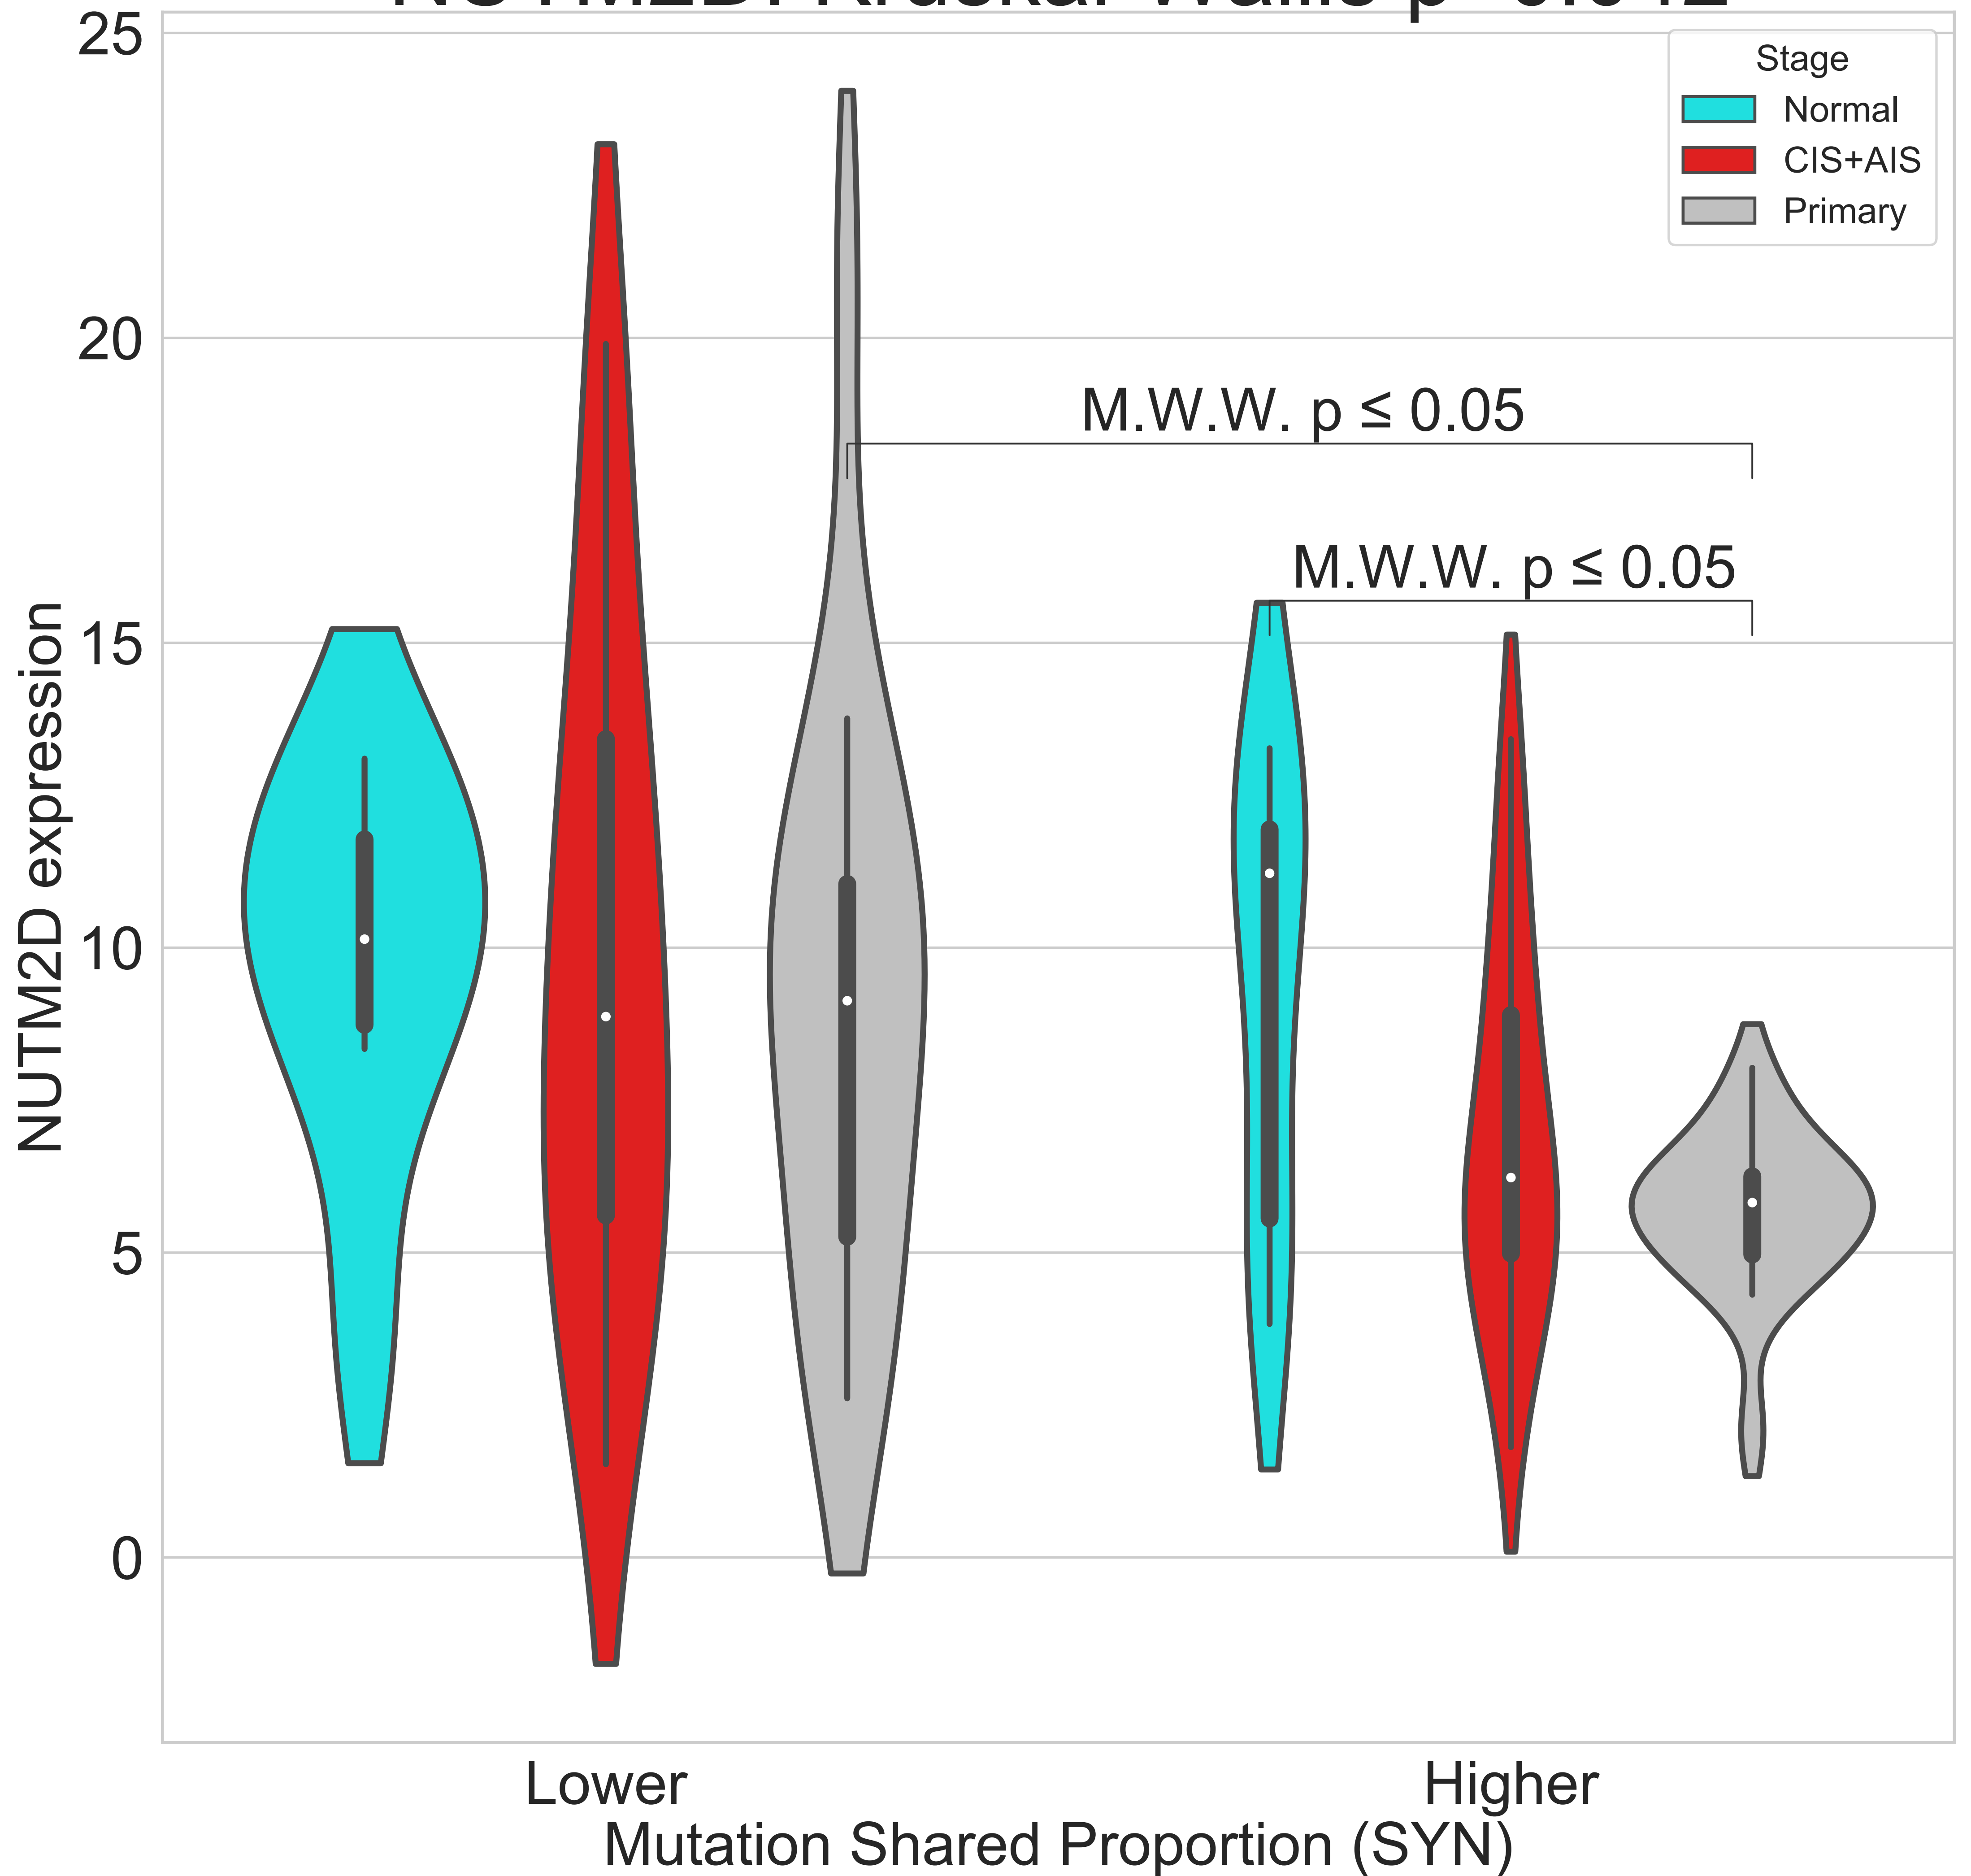 25
Stage
Normal
CIS+AIS
Primary
20
M.W.W. p ≤ 0.05
M.W.W. p ≤ 0.05
15
10
5
0
NUTM2D expression
Lower
Higher
Mutation Shared Proportion (SYN)